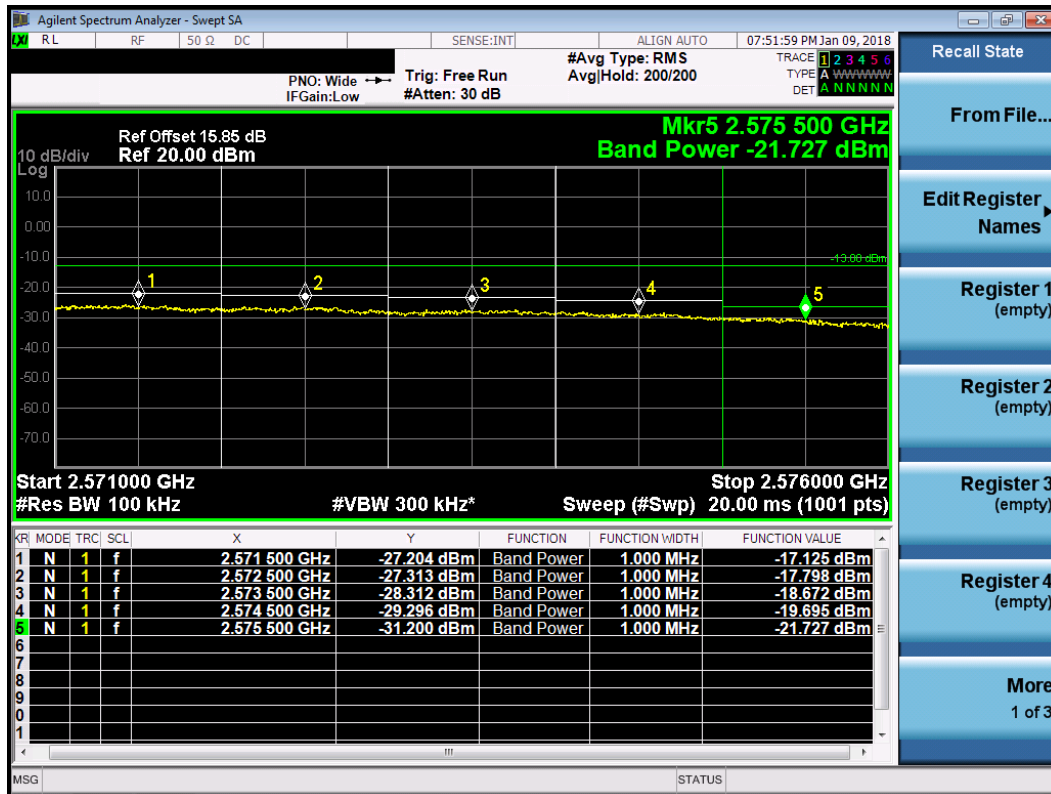 Agilent Spectrum Analyzer - Swept SA
LXI RL RF 50 Ω DC SENSE:INT ALIGN AUTO 07:51:59 PM Jan 09, 2018
PNO: Wide Trig: Free Run #Avg Type: RMS TRACE 1 2 3 4 5 6
IFGain:Low #Atten: 30 dB Avg|Hold: 200/200 TYPE A WWWWW
DET A N N N N N
Mkr5 2.575 500 GHz
Ref Offset 15.85 dB
10 dB/div Ref 20.00 dBm Band Power -21.727 dBm
Log
10.0
0.00
-10.0
-13.00 dBm
-20.0
1 2 3 4 5
-30.0
-40.0
-50.0
-60.0
-70.0
Start 2.571000 GHz Stop 2.576000 GHz
#Res BW 100 kHz #VBW 300 kHz* Sweep (#Swp) 20.00 ms (1001 pts)
KR MODE TRC SCL X Y FUNCTION FUNCTION WIDTH FUNCTION VALUE
1 N 1 f 2.571 500 GHz -27.204 dBm Band Power 1.000 MHz -17.125 dBm
2 N 1 f 2.572 500 GHz -27.313 dBm Band Power 1.000 MHz -17.798 dBm
3 N 1 f 2.573 500 GHz -28.312 dBm Band Power 1.000 MHz -18.672 dBm
4 N 1 f 2.574 500 GHz -29.296 dBm Band Power 1.000 MHz -19.695 dBm
5 N 1 f 2.575 500 GHz -31.200 dBm Band Power 1.000 MHz -21.727 dBm
6
7
8
9
0
1
MSG STATUS
Recall State
From File...
Edit Register
Names
Register 1
(empty)
Register 2
(empty)
Register 3
(empty)
Register 4
(empty)
More
1 of 3